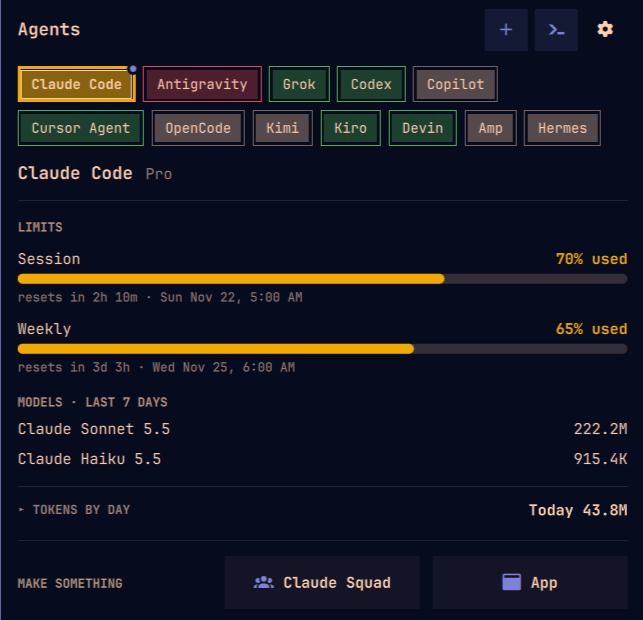 Agents
Claude Code Antigravity Grok Codex Copilot
Cursor Agent OpenCode Kimi Kiro Devin Amp Hermes
Claude Code Pro
LIMITS
Session 70% used
resets in 2h 10m · Sun Nov 22, 5:00 AM
Weekly 65% used
resets in 3d 3h · Wed Nov 25, 6:00 AM
MODELS · LAST 7 DAYS
Claude Sonnet 5.5 222.2M
Claude Haiku 5.5 915.4K
TOKENS BY DAY Today 43.8M
MAKE SOMETHING Claude Squad App